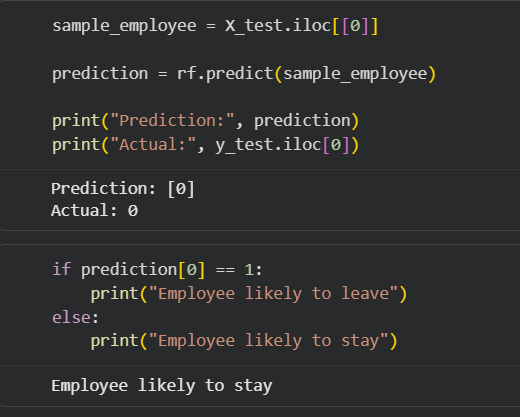 sample_employee = X_test.iloc[[0]]
prediction = rf.predict(sample_employee)
print("Prediction:", prediction)
print("Actual:", y_test.iloc[0])
Prediction: [0]
Actual: 0
if prediction[0] == 1:
    print("Employee likely to leave")
else:
    print("Employee likely to stay")
Employee likely to stay